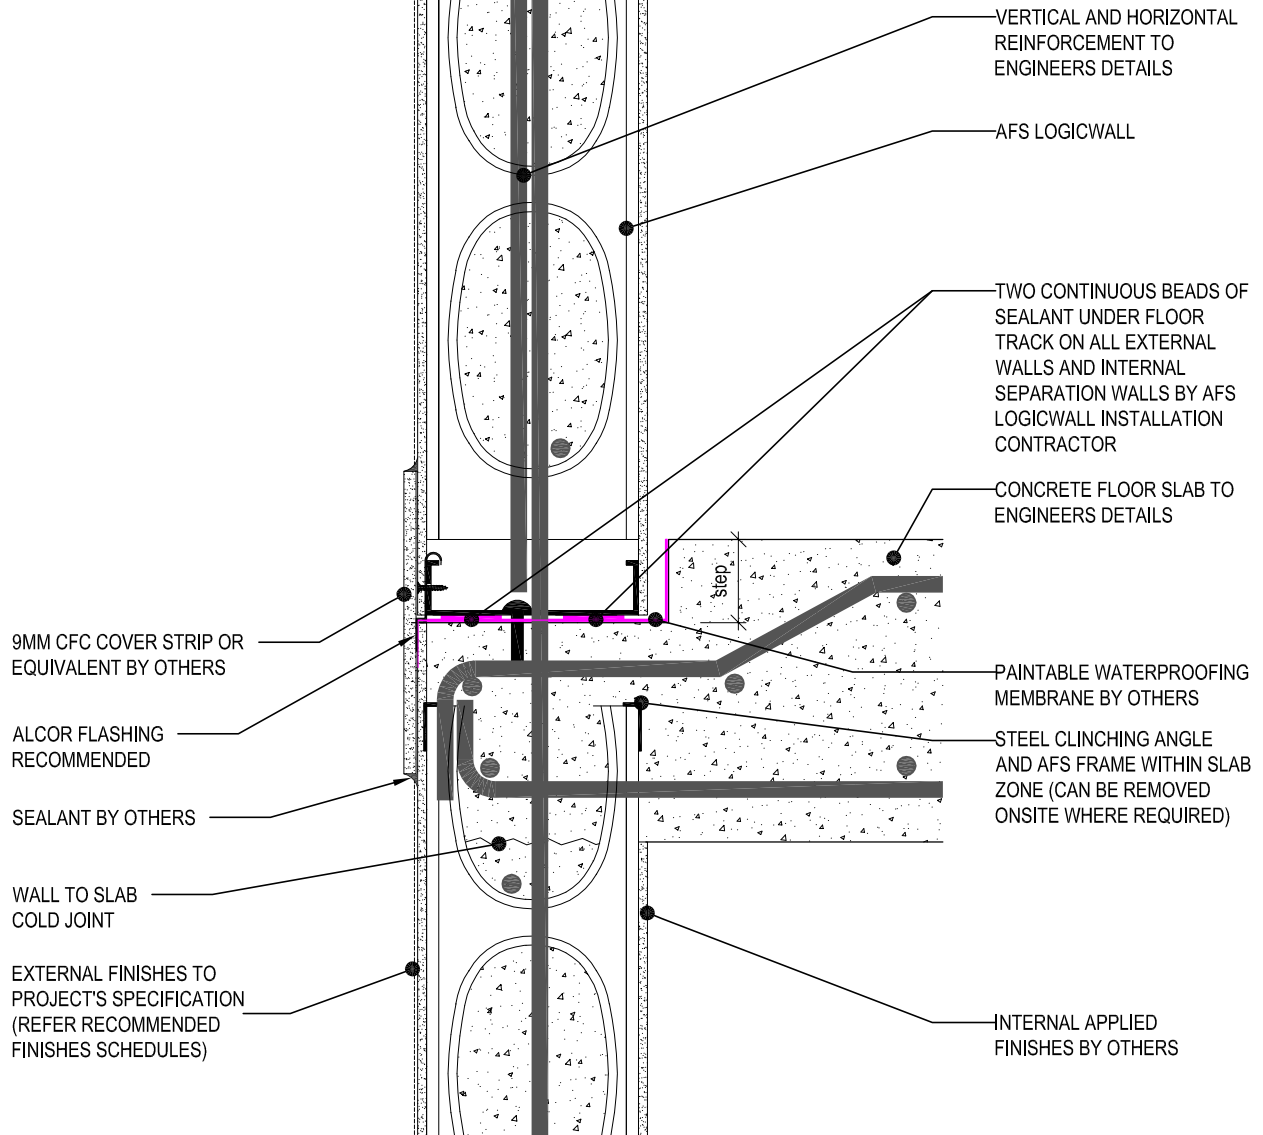 VERTICAL AND HORIZONTAL
REINFORCEMENT TO
ENGINEERS DETAILS
AFS LOGICWALL
TWO CONTINUOUS BEADS OF
SEALANT UNDER FLOOR
TRACK ON ALL EXTERNAL
WALLS AND INTERNAL
SEPARATION WALLS BY AFS
LOGICWALL INSTALLATION
CONTRACTOR
CONCRETE FLOOR SLAB TO
ENGINEERS DETAILS
step
9MM CFC COVER STRIP OR
EQUIVALENT BY OTHERS
PAINTABLE WATERPROOFING
MEMBRANE BY OTHERS
ALCOR FLASHING
RECOMMENDED
STEEL CLINCHING ANGLE
AND AFS FRAME WITHIN SLAB
ZONE (CAN BE REMOVED
ONSITE WHERE REQUIRED)
SEALANT BY OTHERS
WALL TO SLAB
COLD JOINT
EXTERNAL FINISHES TO
PROJECT'S SPECIFICATION
(REFER RECOMMENDED
FINISHES SCHEDULES)
INTERNAL APPLIED
FINISHES BY OTHERS